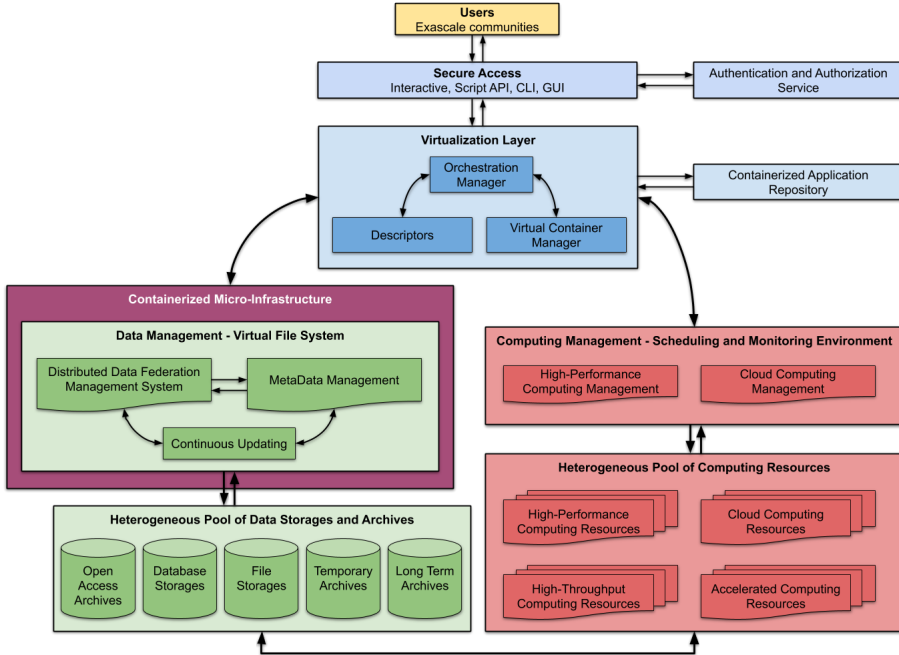 Users
Exascale communities
Secure Access
Interactive, Script API, CLI, GUI
Authentication and Authorization
Service
Virtualization Layer
Orchestration
Manager
Descriptors
Virtual Container
Manager
Containerized Application
Repository
Containerized Micro-Infrastructure
Data Management - Virtual File System
Distributed Data Federation
Management System
MetaData Management
Continuous Updating
Computing Management - Scheduling and Monitoring Environment
High-Performance
Computing Management
Cloud Computing
Management
Heterogeneous Pool of Data Storages and Archives
Open
Access
Archives
Database
Storages
File
Storages
Temporary
Archives
Long Term
Archives
Heterogeneous Pool of Computing Resources
High-Performance
Computing Resources
Cloud Computing
Resources
High-Throughput
Computing Resources
Accelerated Computing
Resources